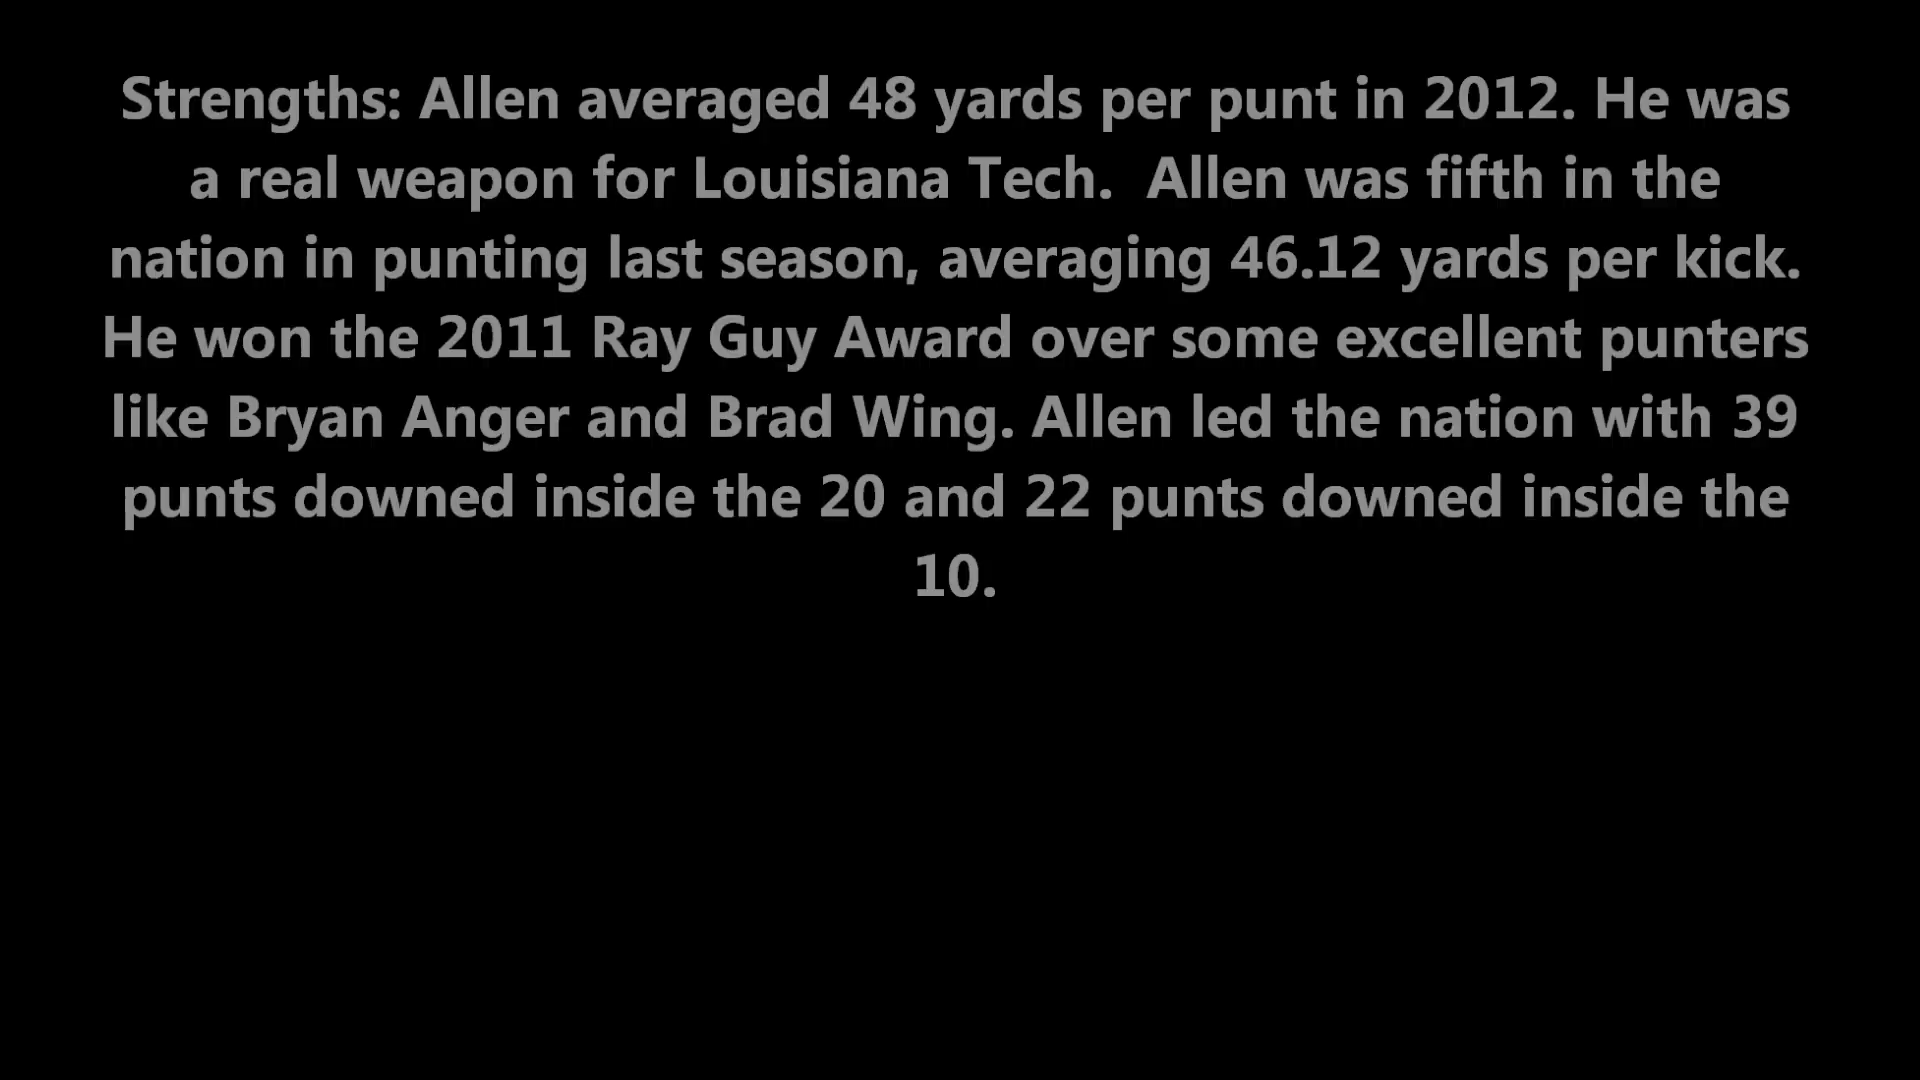 Strengths: Allen averaged 48 yards per punt in 2012. He was
a real weapon for Louisiana Tech.  Allen was fifth in the
nation in punting last season, averaging 46.12 yards per kick.
He won the 2011 Ray Guy Award over some excellent punters
like Bryan Anger and Brad Wing. Allen led the nation with 39
punts downed inside the 20 and 22 punts downed inside the
10.